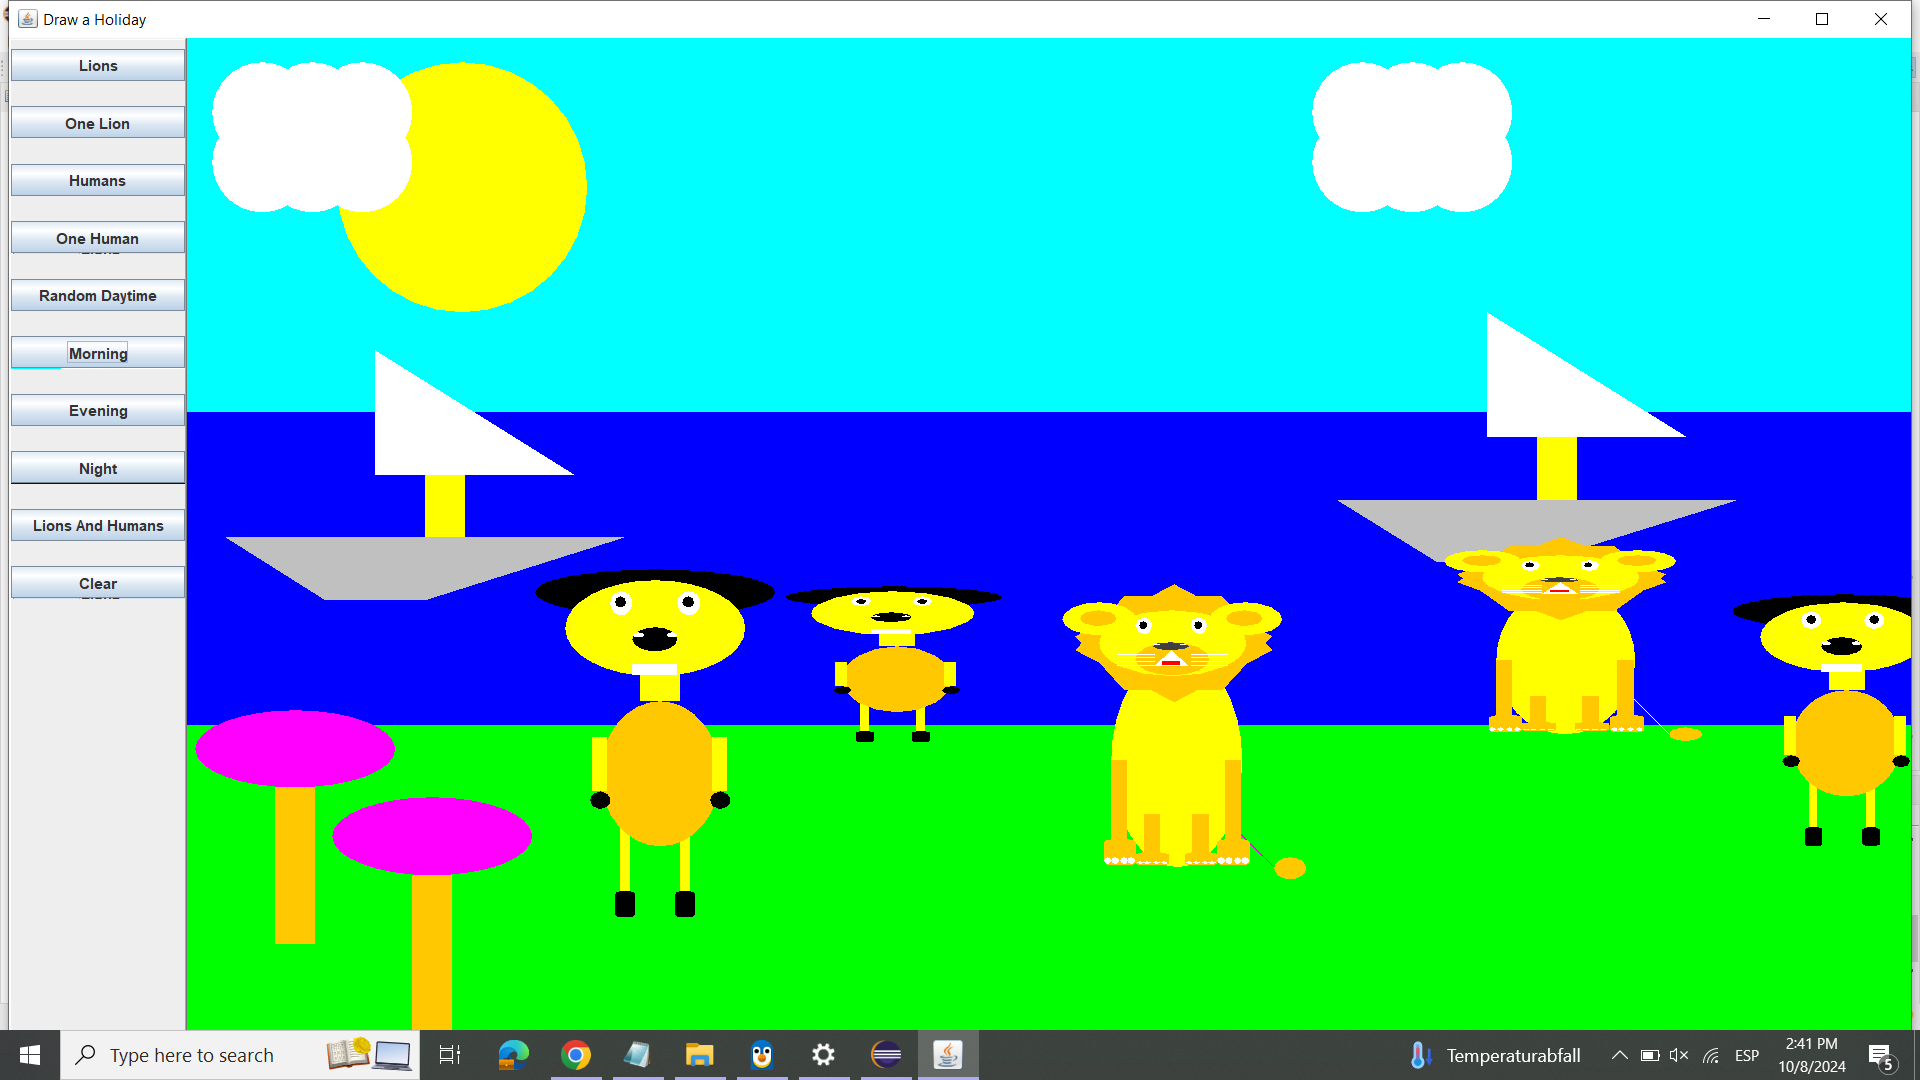 Draw a Holiday
Lions
One Lion
Humans
One Human
Random Daytime
Morning
Evening
Night
Lions And Humans
Clear
Type here to search
Temperaturabfall
ESP
2:41 PM
10/8/2024
5